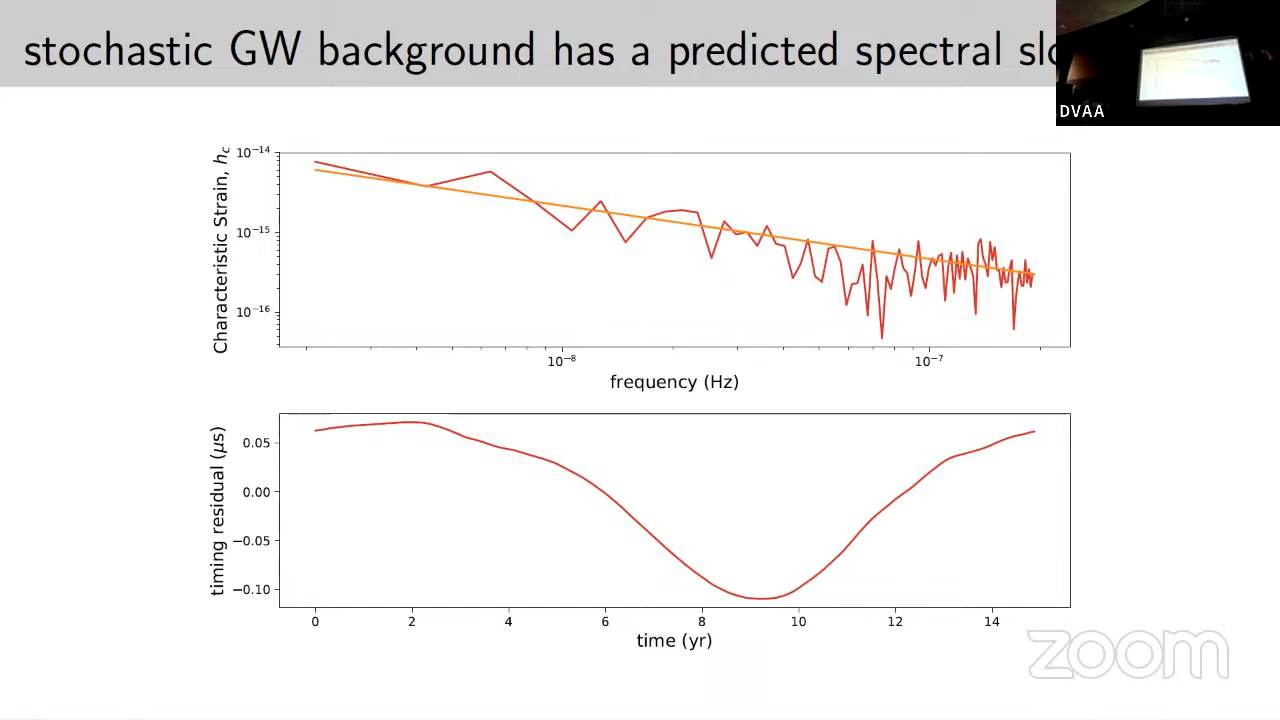 stochastic GW background has a predicted spectral slo
DVAA
Characteristic Strain, h_c
10⁻¹⁴
10⁻¹⁵
10⁻¹⁶
10⁻⁸
10⁻⁷
frequency (Hz)
timing residual (μs)
0.05
0.00
−0.05
−0.10
0
2
4
6
8
10
12
14
time (yr)
zoom